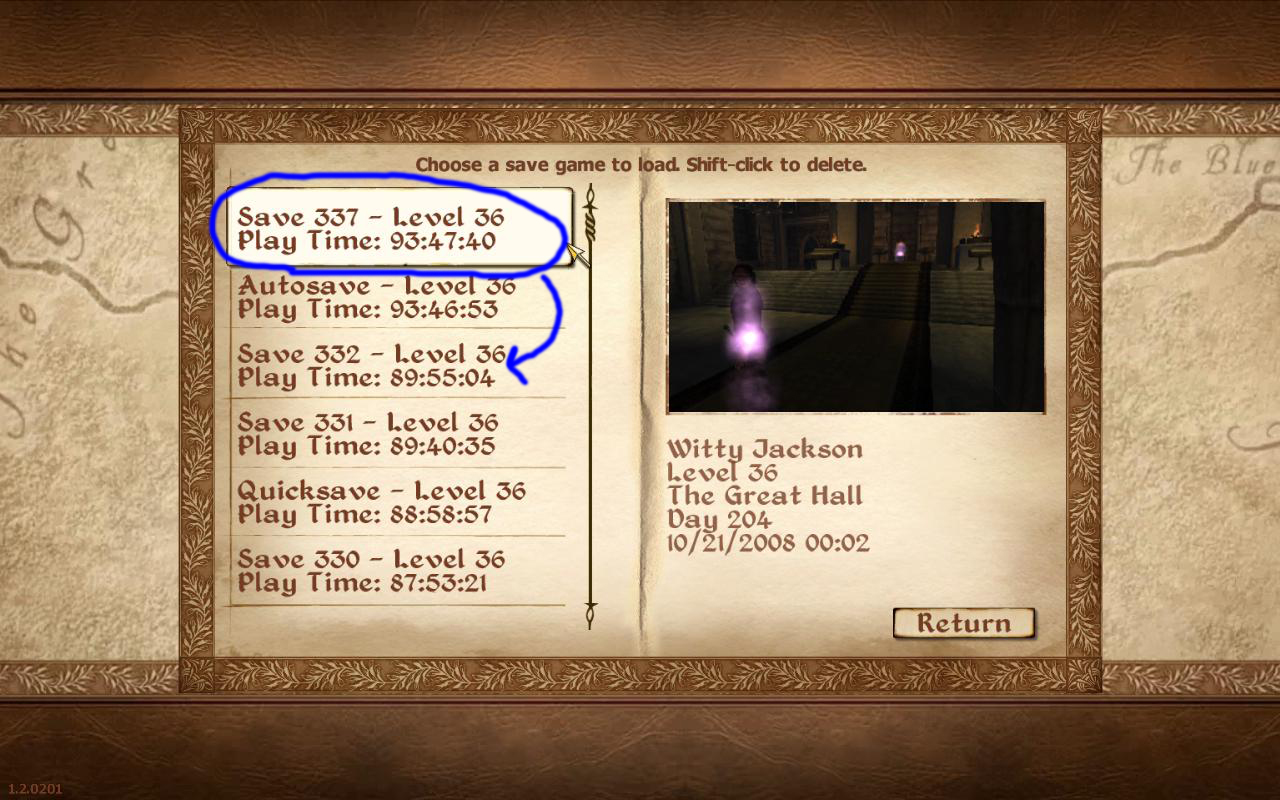 Choose a save game to load. Shift-click to delete.
Save 337 - Level 36
Play Time: 93:47:40
Autosave - Level 36
Play Time: 93:46:53
Save 332 - Level 36
Play Time: 89:55:04
Save 331 - Level 36
Play Time: 89:40:35
Quicksave - Level 36
Play Time: 88:58:57
Save 330 - Level 36
Play Time: 87:53:21
Witty Jackson
Level 36
The Great Hall
Day 204
10/21/2008 00:02
Return
The Blue
1.2.0201